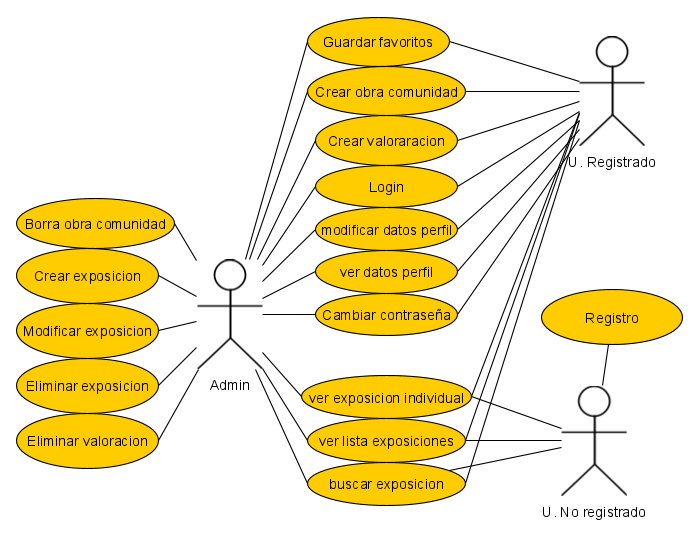 Guardar favoritos
Crear obra comunidad
Crear valoraracion
Login
modificar datos perfil
ver datos perfil
Cambiar contraseña
U. Registrado
Borra obra comunidad
Crear exposicion
Modificar exposicion
Eliminar exposicion
Eliminar valoracion
Admin
Registro
ver exposicion individual
ver lista exposiciones
buscar exposicion
U. No registrado